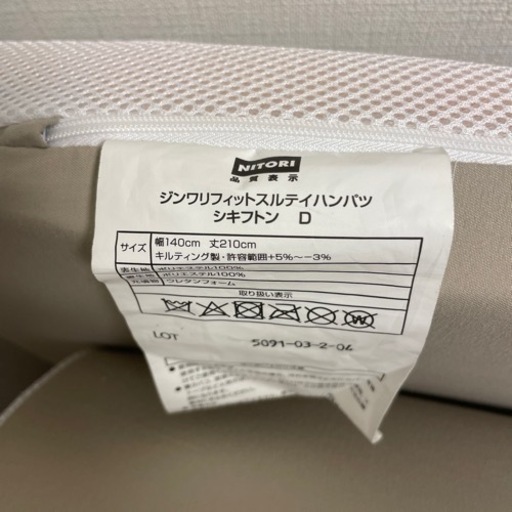 NITORI
品質表示
ジンワリフィットスルテイハンパツ
シキフトン D
サイズ
幅140cm 丈210cm
キルティング製・許容範囲+5%~-3%
ポリエステル100%
ポリエステル100%
ウレタンフォーム
取り扱い表示
LOT 5091-03-2-04